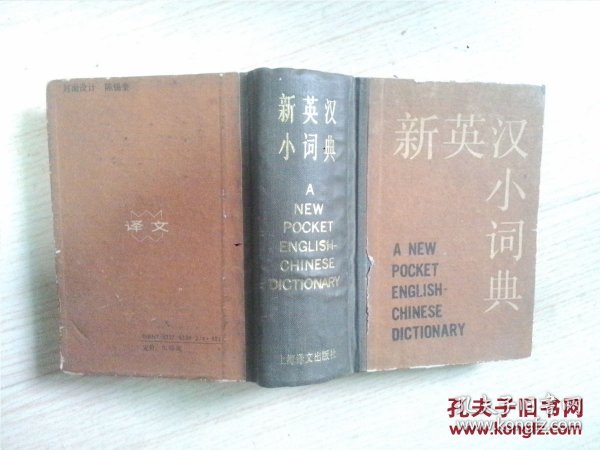 封面设计 陈锡荣
译文
新英汉
小词典
A
NEW
POCKET
ENGLISH-
CHINESE
DICTIONARY
上海译文出版社
新英汉
小词典
A NEW
POCKET
ENGLISH-
CHINESE
DICTIONARY
孔夫子旧书网
www.kongfz.com